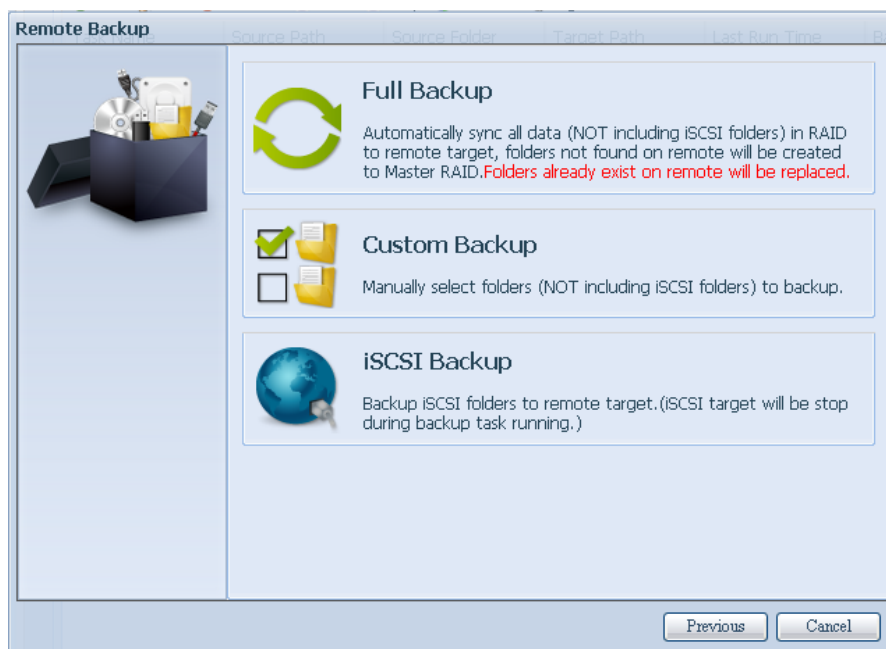 Remote Backup
Task Name Source Path Source Folder Target Path Last Run Time
Full Backup
Automatically sync all data (NOT including iSCSI folders) in RAID
to remote target, folders not found on remote will be created
to Master RAID.Folders already exist on remote will be replaced.
Custom Backup
Manually select folders (NOT including iSCSI folders) to backup.
iSCSI Backup
Backup iSCSI folders to remote target.(iSCSI target will be stop
during backup task running.)
Previous Cancel